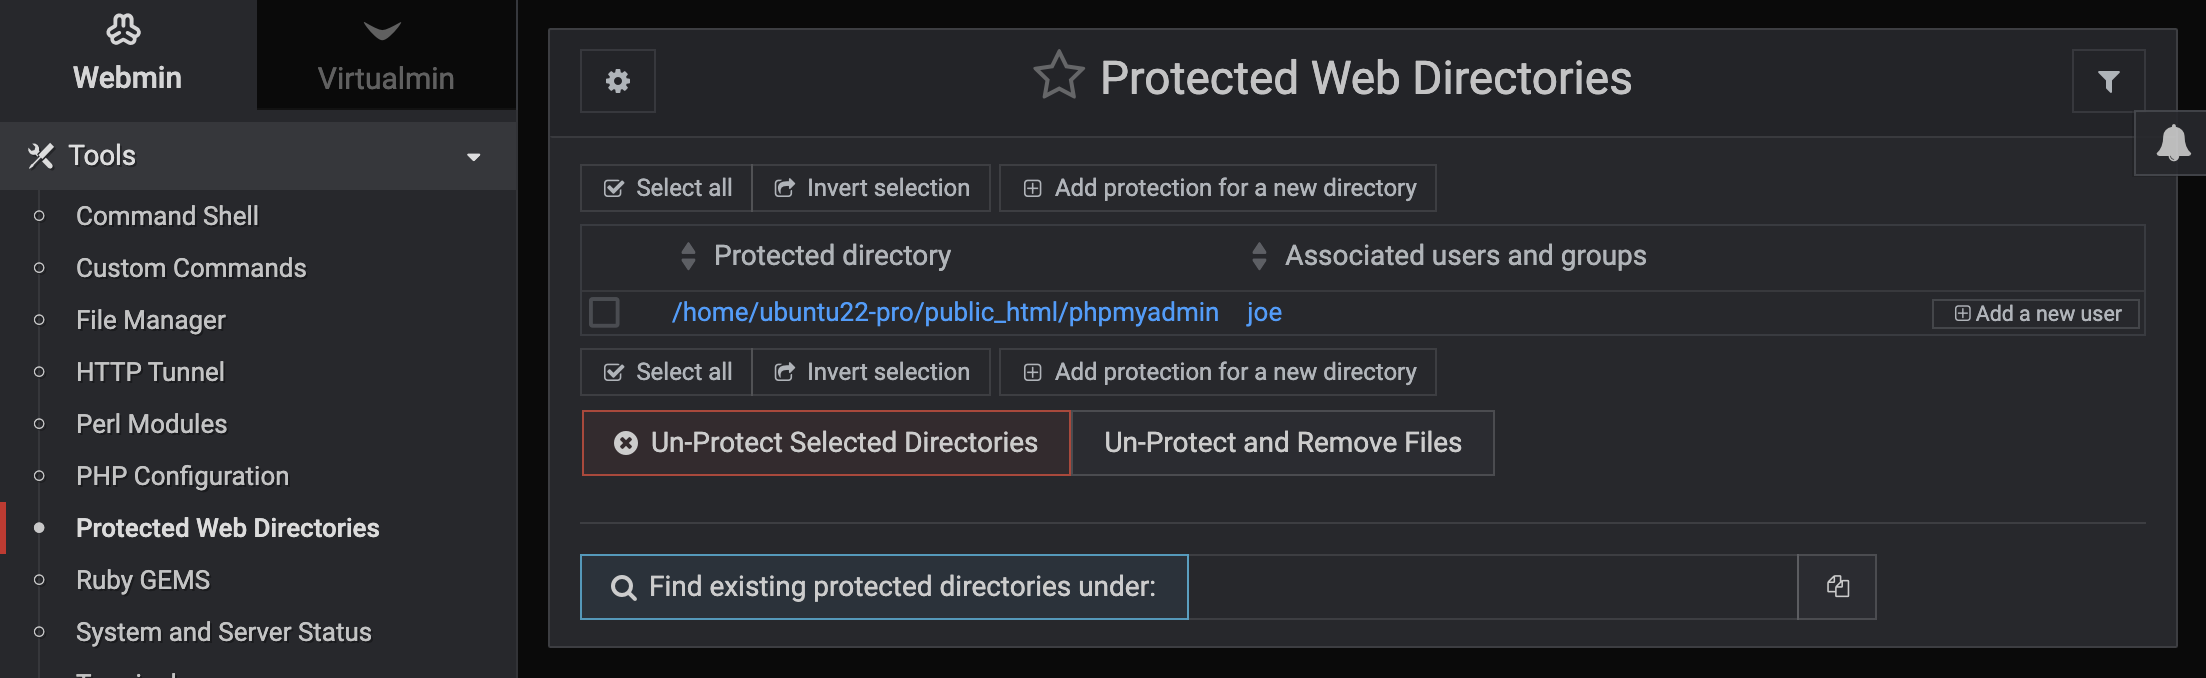 Webmin
Virtualmin
Tools
Command Shell
Custom Commands
File Manager
HTTP Tunnel
Perl Modules
PHP Configuration
Protected Web Directories
Ruby GEMS
System and Server Status
Protected Web Directories
Select all
Invert selection
Add protection for a new directory
Protected directory
Associated users and groups
/home/ubuntu22-pro/public_html/phpmyadmin
joe
Add a new user
Select all
Invert selection
Add protection for a new directory
Un-Protect Selected Directories
Un-Protect and Remove Files
Find existing protected directories under: